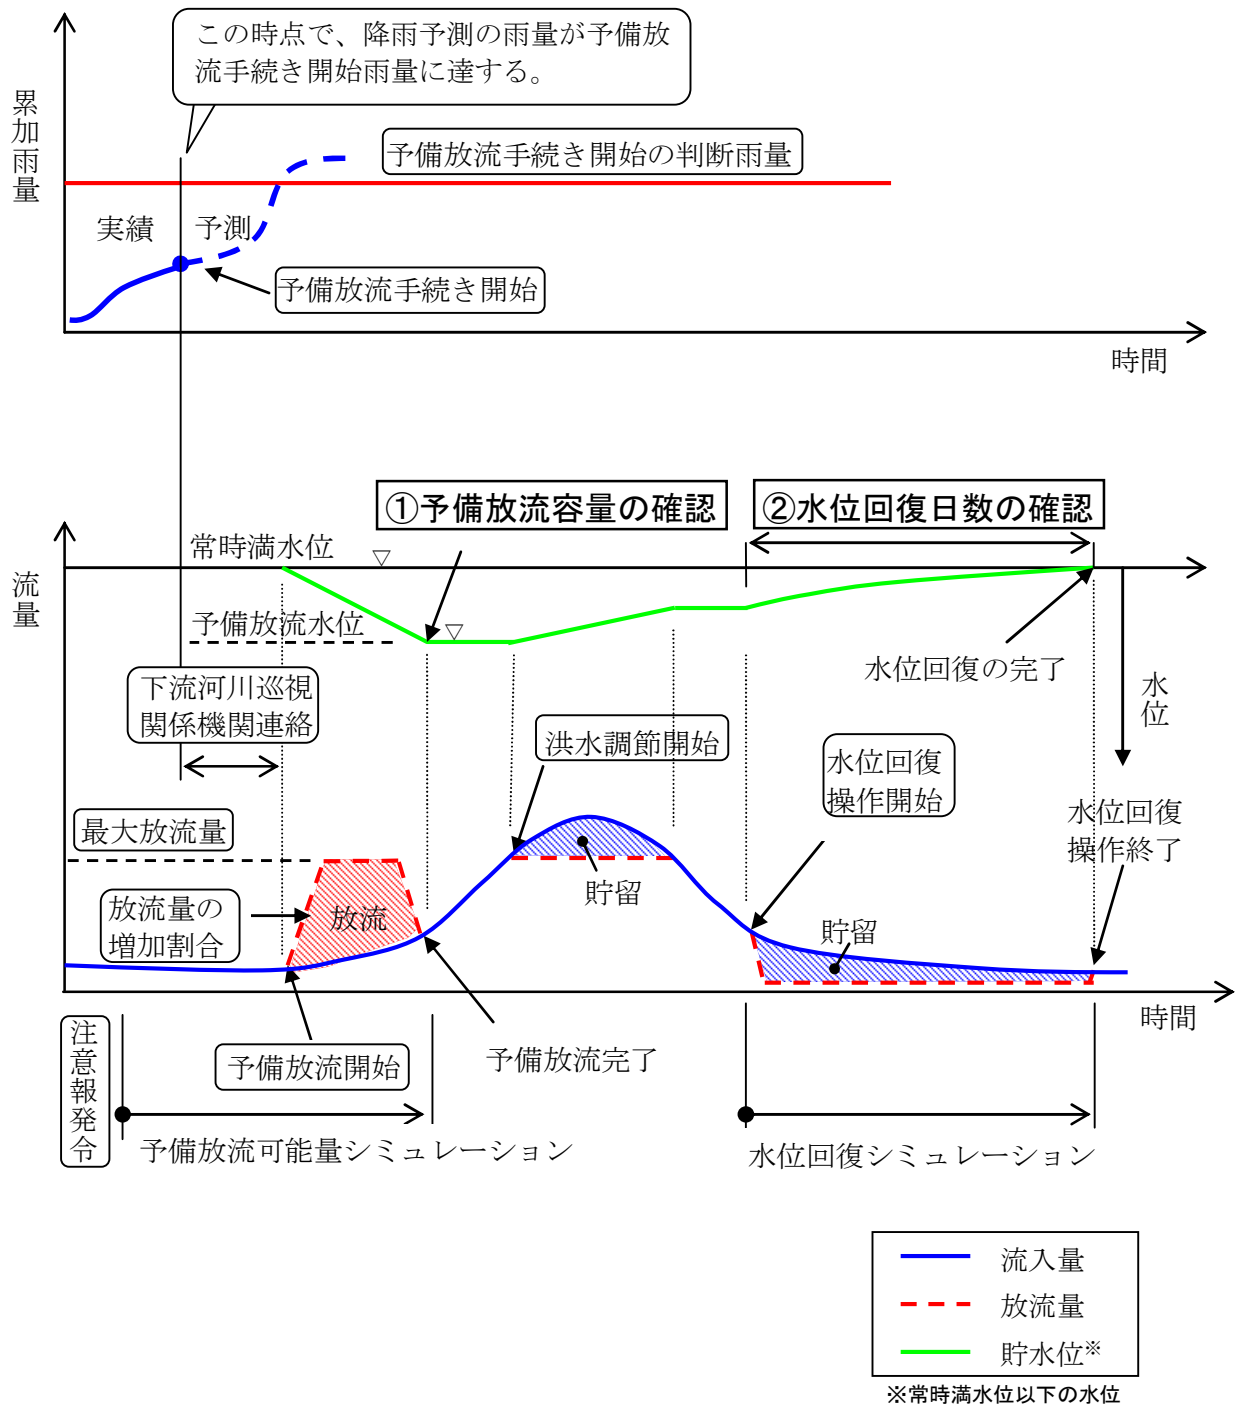 この時点で、降雨予測の雨量が予備放
流手続き開始雨量に達する。
累加雨量
予備放流手続き開始の判断雨量
実績
予測
予備放流手続き開始
時間
①予備放流容量の確認
②水位回復日数の確認
常時満水位
▽
流量
予備放流水位
▽
水位回復の完了
下流河川巡視
関係機関連絡
水位
洪水調節開始
水位回復
操作開始
最大放流量
水位回復
操作終了
貯留
放流量の
増加割合
放流
貯留
時間
注意報発令
予備放流開始
予備放流完了
予備放流可能量シミュレーション
水位回復シミュレーション
流入量
放流量
貯水位※
※常時満水位以下の水位